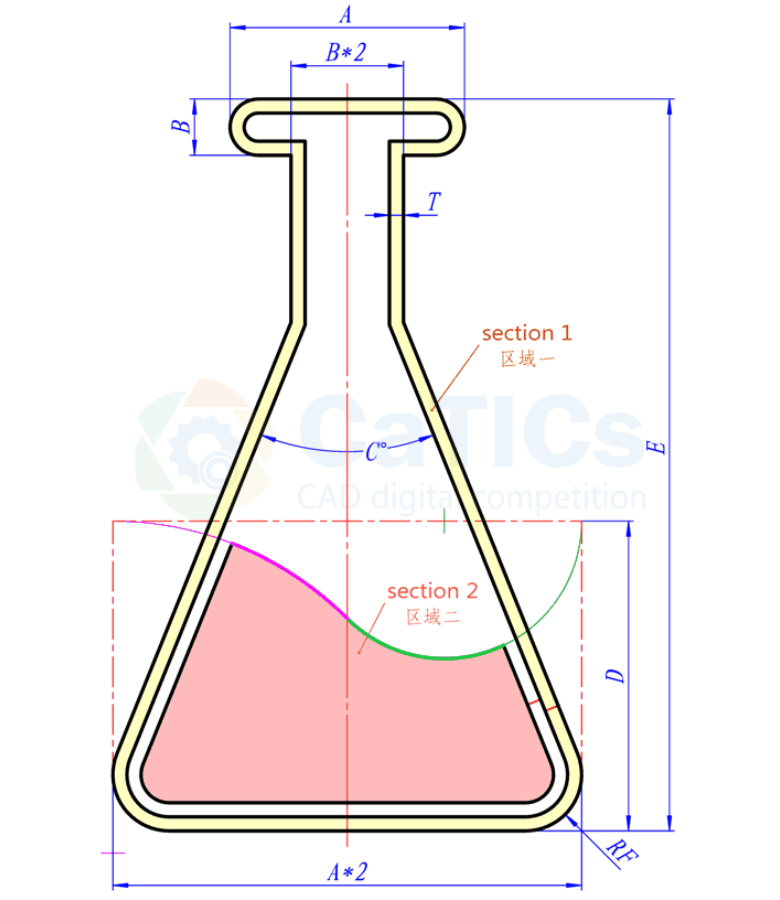 A
B*2
B
T
section 1
区域一
C°
E
CaTICs
CAD digital competition
section 2
区域二
D
RF
A*2